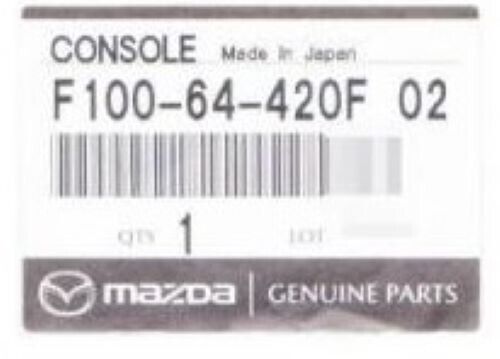 CONSOLE Made In Japan
F100-64-420F 02
QTY 1 LOT
mazda GENUINE PARTS